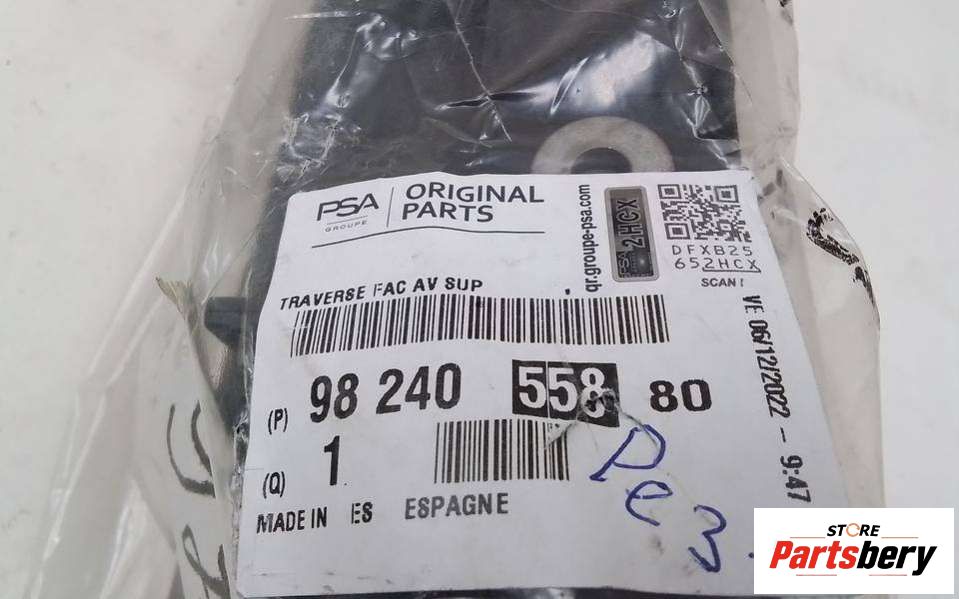 PSA
GROUPE
ORIGINAL
PARTS
qr.groupe-psa.com
PSA
2HCX
DFXB25
652HCX
SCAN !
TRAVERSE FAC AV SUP
(P) 98 240 558 80
(Q) 1
MADE IN ES ESPAGNE
VE 06/12/2022 - 9:47
STORE
Partsbery